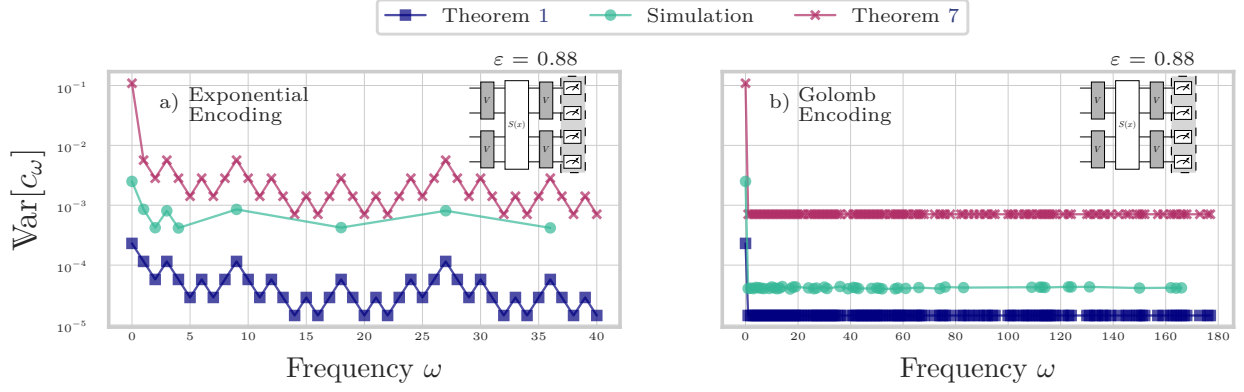 Theorem 1 Simulation Theorem 7
ε = 0.88
a) Exponential
Encoding
V
V
S(x)
V
V
10⁻¹
10⁻²
10⁻³
10⁻⁴
10⁻⁵
Var[c_ω]
0 5 10 15 20 25 30 35 40
Frequency ω
ε = 0.88
b) Golomb
Encoding
V
V
S(x)
V
V
0 20 40 60 80 100 120 140 160 180
Frequency ω